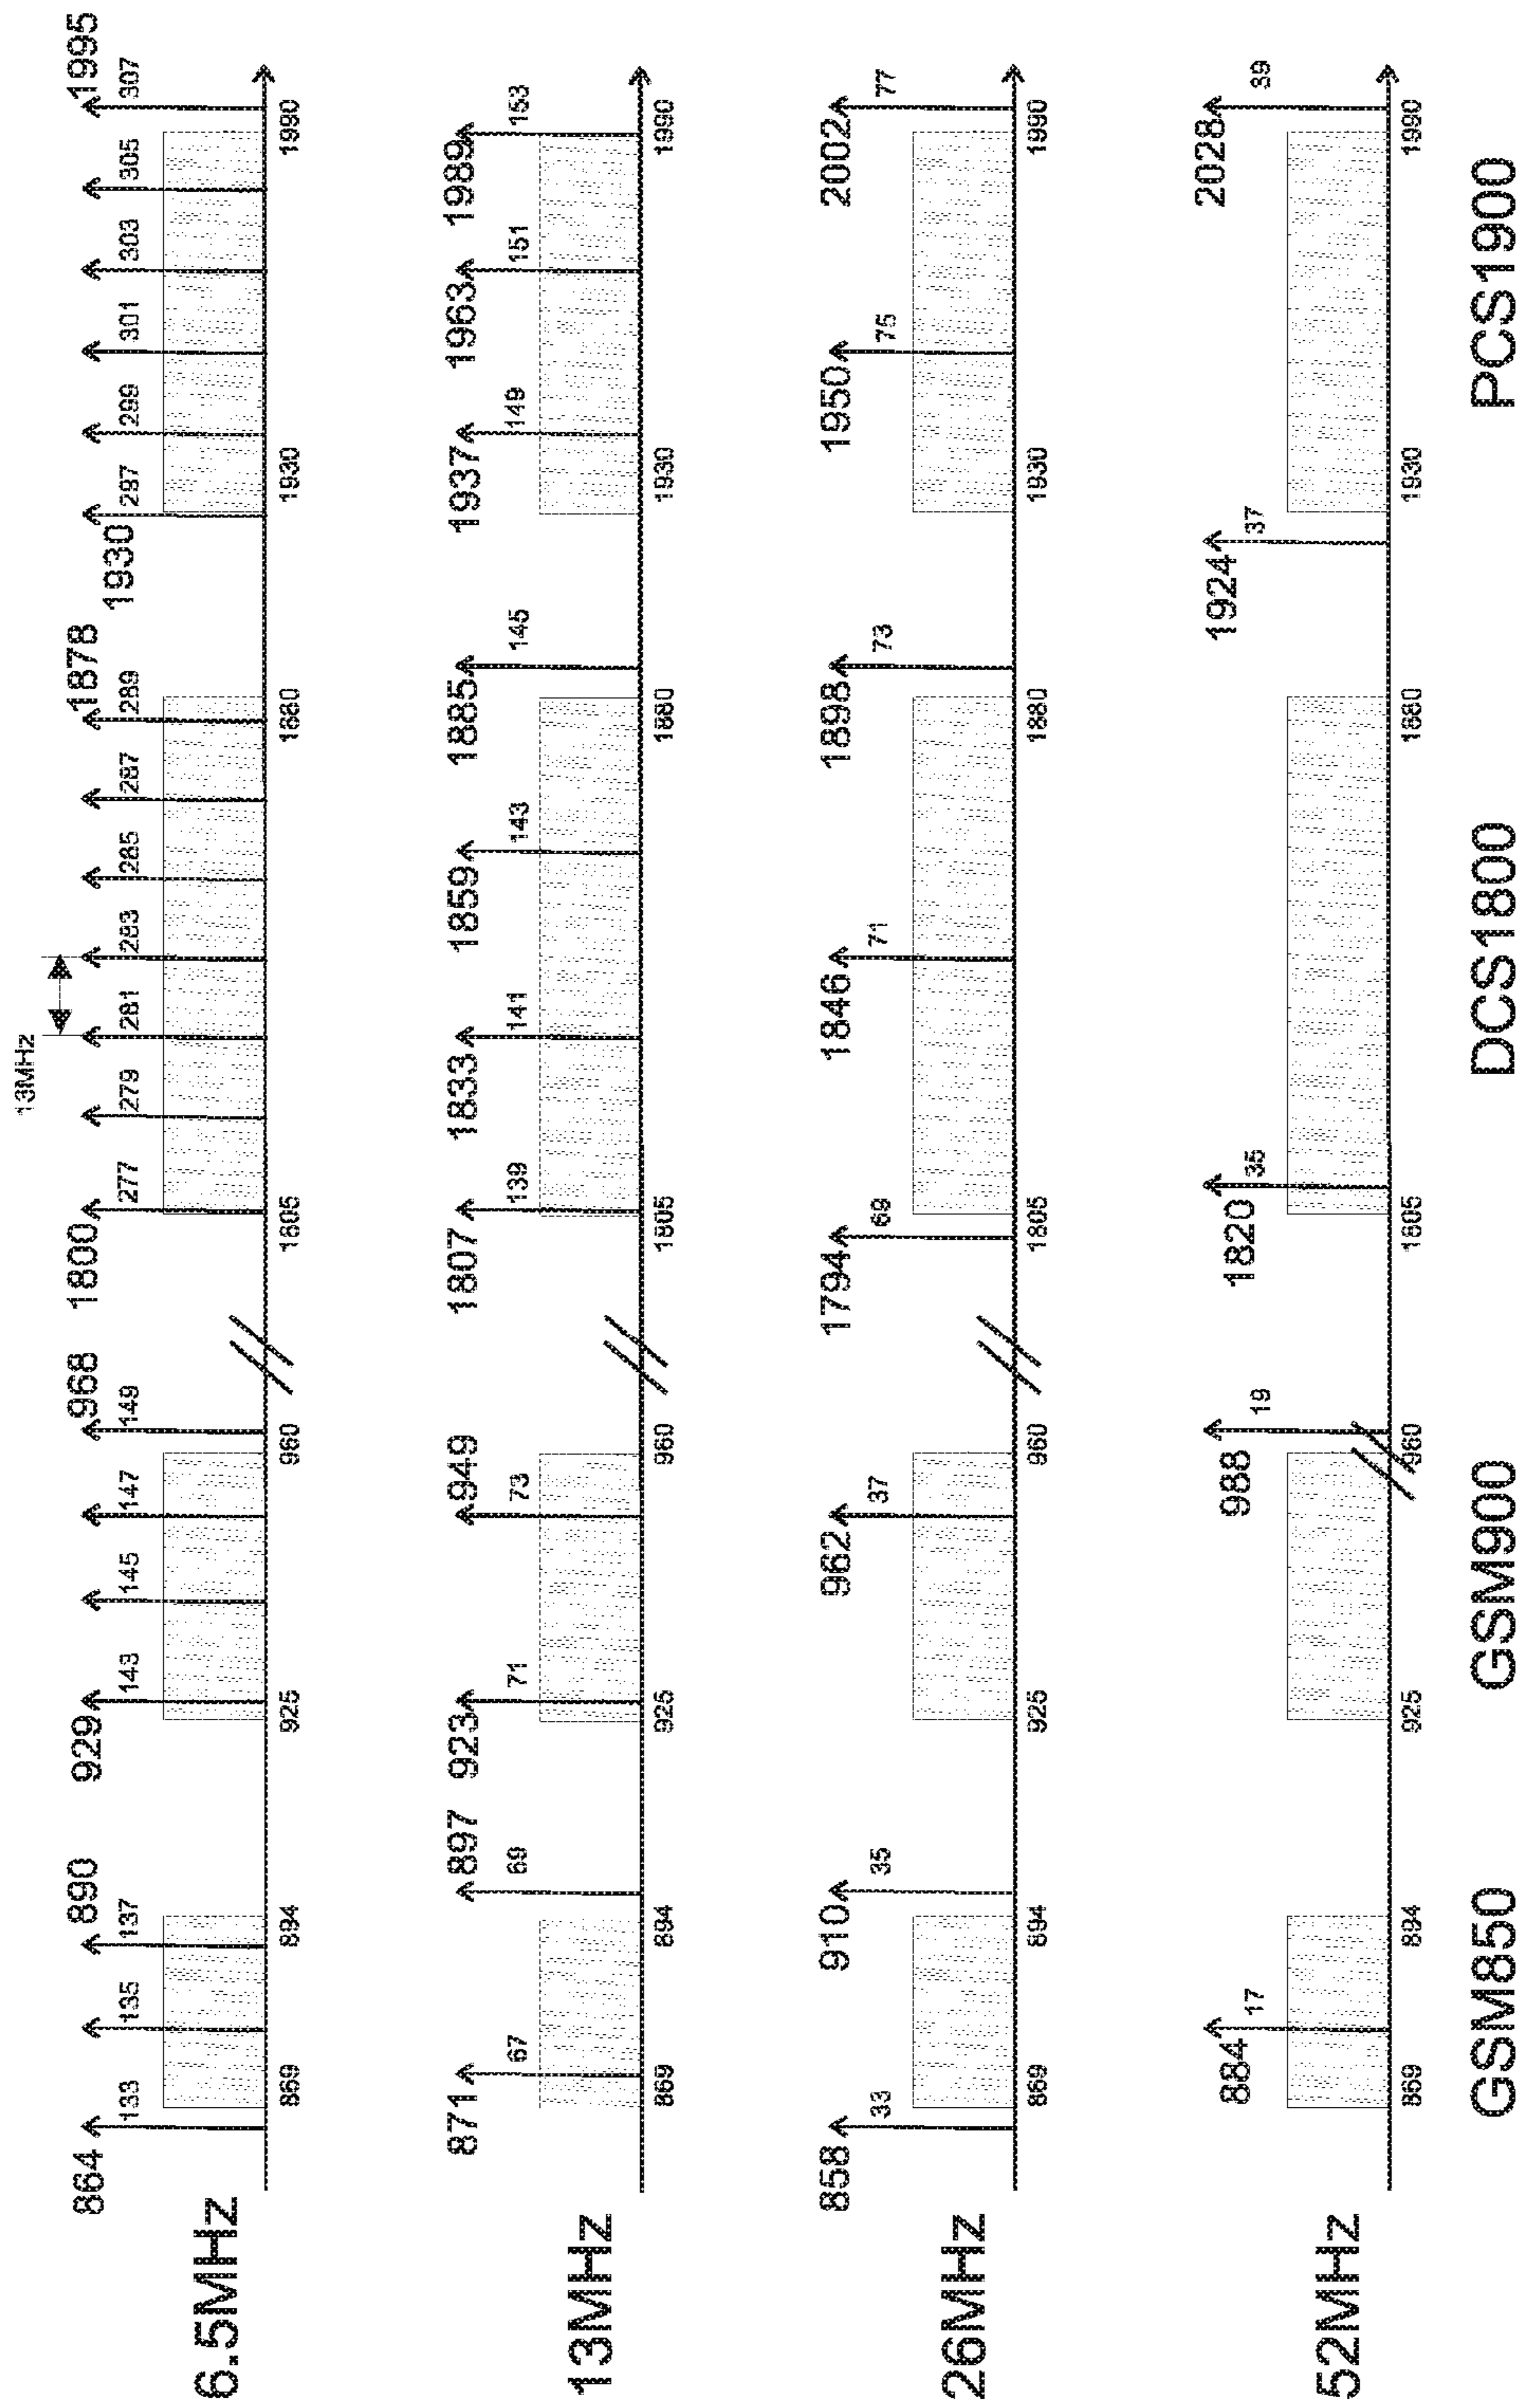 13MHz
864 890 929 968 1800 1878 1930 1995
133 135 137 143 145 147 149 277 279 281 283 285 287 289 297 299 301 303 305 307
6.5MHz
869 894 925 960 1805 1880 1930 1990
871 897 923 949 1807 1833 1859 1885 1937 1963 1989
67 69 71 73 139 141 143 145 149 151 153
13MHz
869 894 925 960 1805 1880 1930 1990
858 910 962 1794 1846 1898 1950 2002
33 35 37 69 71 73 75 77
26MHz
869 894 925 960 1805 1880 1930 1990
884 988 1820 1924 2028
17 19 35 37 39
52MHz
869 894 925 960 1805 1880 1930 1990
GSM850 GSM900 DCS1800 PCS1900